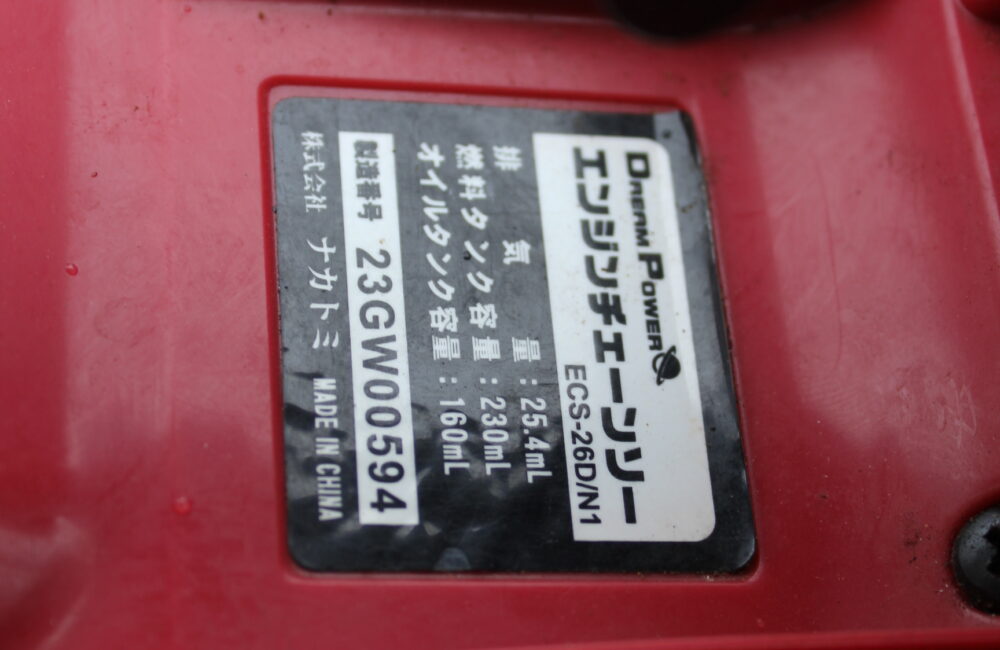 DREAM POWER
エンジンチェーンソー
ECS-26D/N1
排気量：25.4mL
燃料タンク容量：230mL
オイルタンク容量：160mL
製造番号 23GW00594
株式会社 ナカトミ MADE IN CHINA